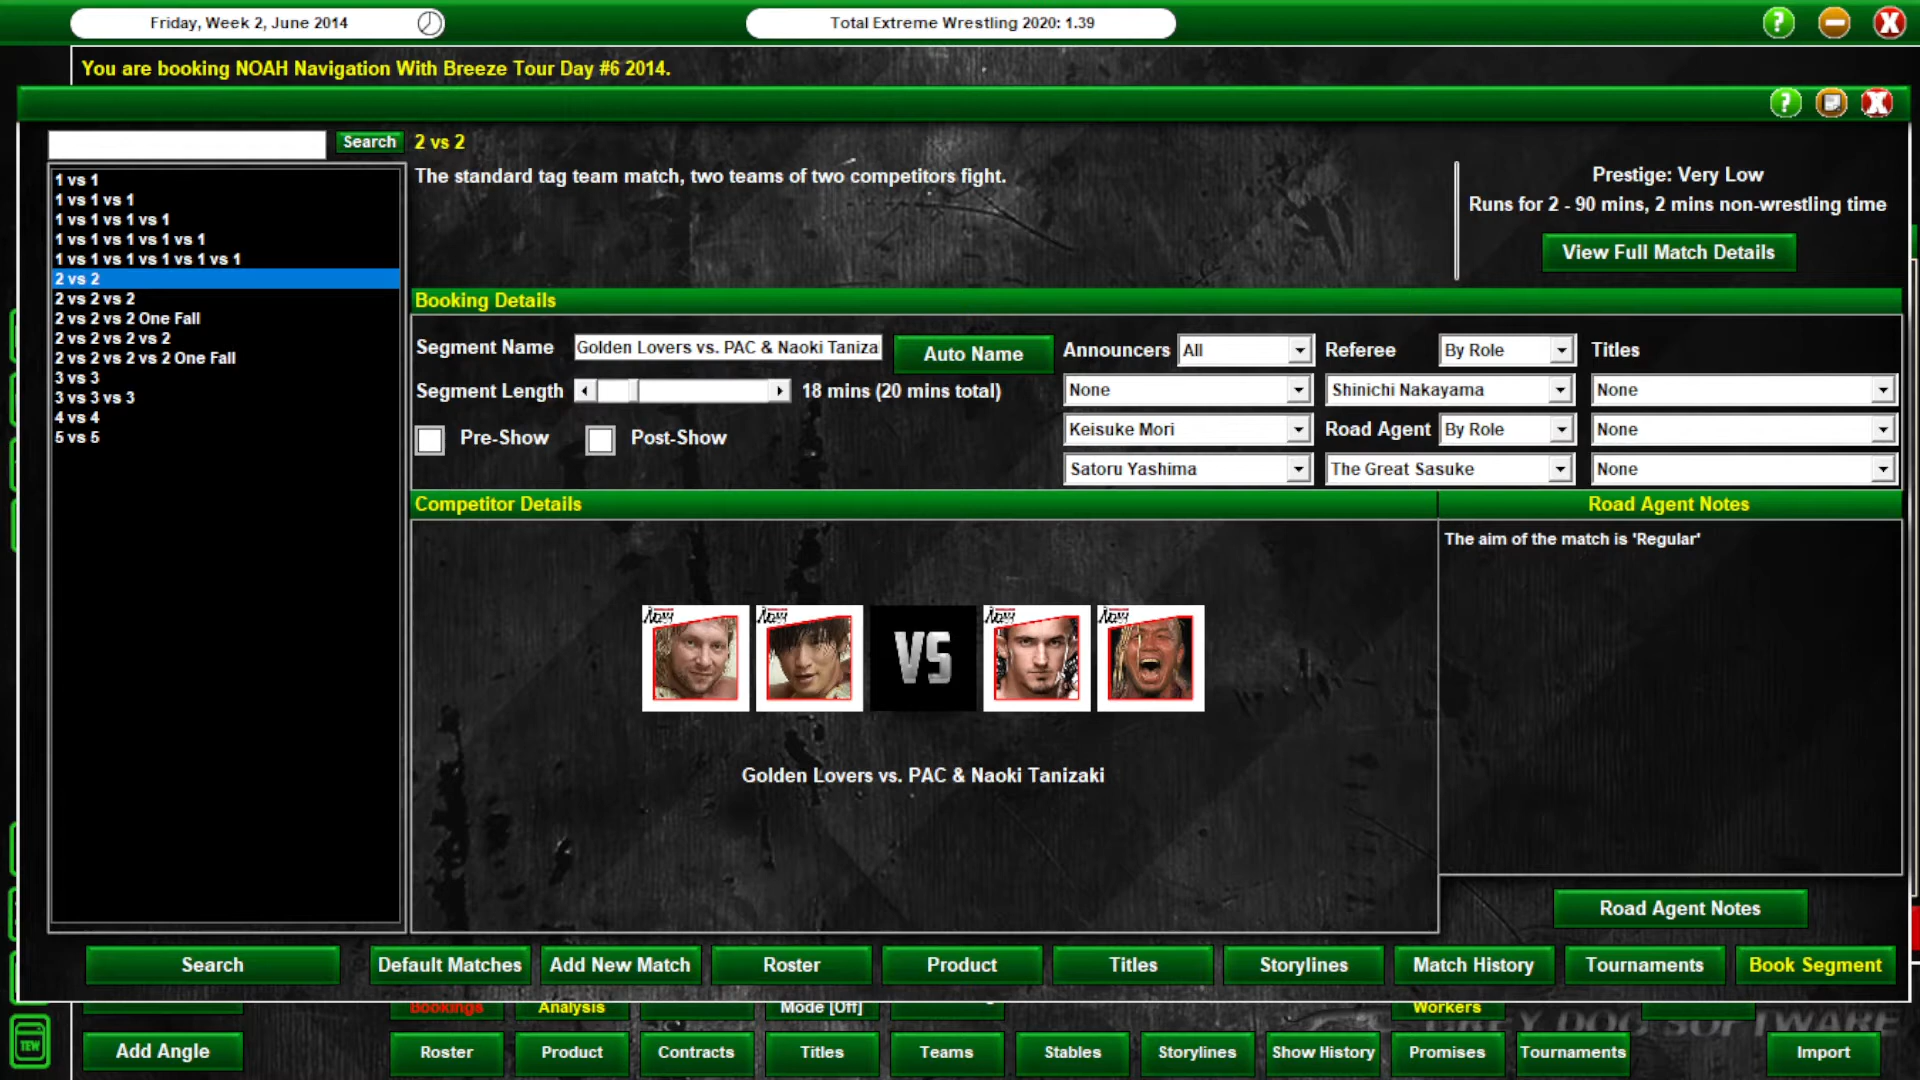 Friday, Week 2, June 2014
Total Extreme Wrestling 2020: 1.39
You are booking NOAH Navigation With Breeze Tour Day #6 2014.
Search
2 vs 2
The standard tag team match, two teams of two competitors fight.
Prestige: Very Low
Runs for 2 - 90 mins, 2 mins non-wrestling time
View Full Match Details
1 vs 1
1 vs 1 vs 1
1 vs 1 vs 1 vs 1
1 vs 1 vs 1 vs 1 vs 1
1 vs 1 vs 1 vs 1 vs 1 vs 1
2 vs 2
2 vs 2 vs 2
2 vs 2 vs 2 One Fall
2 vs 2 vs 2 vs 2
2 vs 2 vs 2 vs 2 One Fall
3 vs 3
3 vs 3 vs 3
4 vs 4
5 vs 5
Booking Details
Segment Name
Golden Lovers vs. PAC & Naoki Taniza
Auto Name
Announcers
All
Referee
By Role
Titles
Segment Length
18 mins (20 mins total)
None
Shinichi Nakayama
None
Pre-Show
Post-Show
Keisuke Mori
Road Agent
By Role
None
Satoru Yashima
The Great Sasuke
None
Competitor Details
Road Agent Notes
The aim of the match is 'Regular'
VS
Golden Lovers vs. PAC & Naoki Tanizaki
Road Agent Notes
Search
Default Matches
Add New Match
Roster
Product
Titles
Storylines
Match History
Tournaments
Book Segment
Bookings
Analysis
Mode [Off]
Workers
GREY DOG SOFTWARE
TEW
Add Angle
Roster
Product
Contracts
Titles
Teams
Stables
Storylines
Show History
Promises
Tournaments
Import